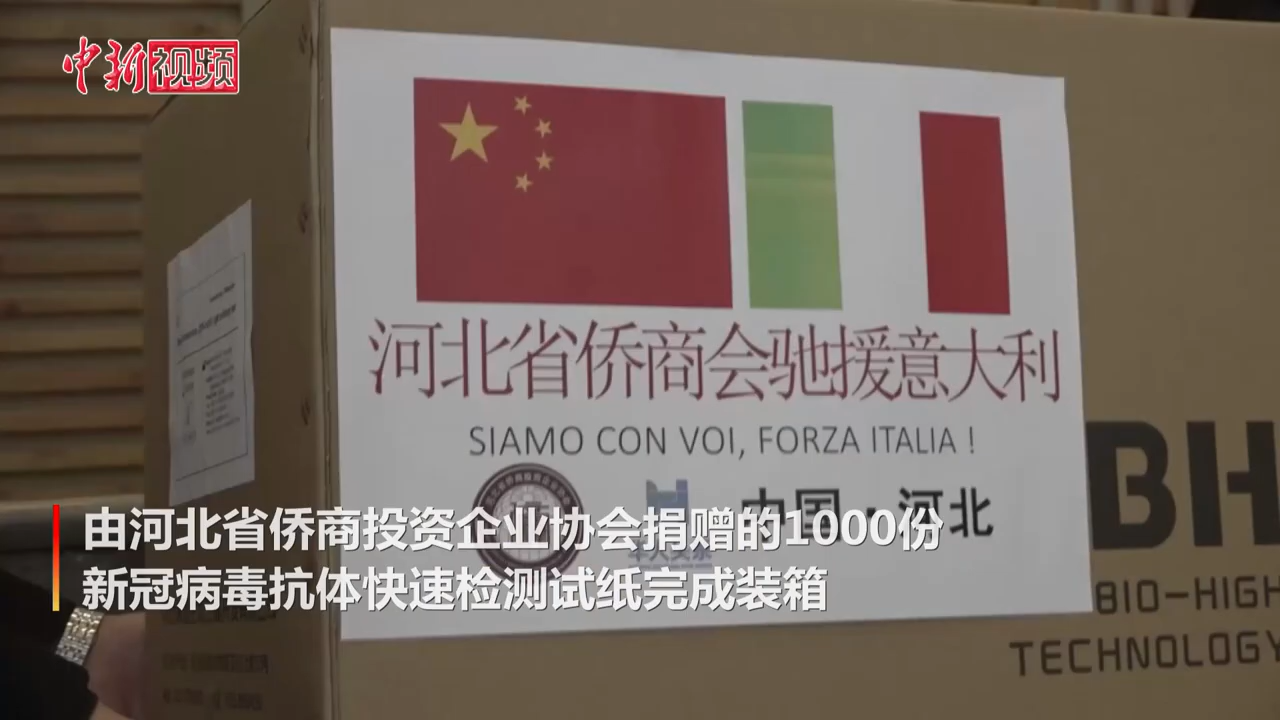 中新视频
河北省侨商会驰援意大利
SIAMO CON VOI, FORZA ITALIA !
中国·河北
由河北省侨商投资企业协会捐赠的1000份
新冠病毒抗体快速检测试纸完成装箱
BH
BIO-HIGH
TECHNOLOGY